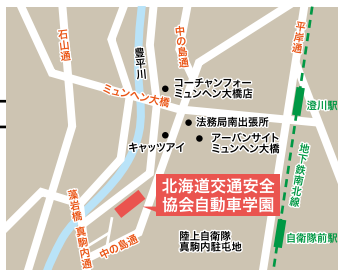 石山通
豊平川
中の島通
平岸通
コーチャンフォー
ミュンヘン大橋店
ミュンヘン大橋
澄川駅
法務局南出張所
アーバンサイト
ミュンヘン大橋
キャッツアイ
地下鉄南北線
北海道交通安全
協会自動車学園
藻岩橋
真駒内通
中の島通
陸上自衛隊
真駒内駐屯地
自衛隊前駅